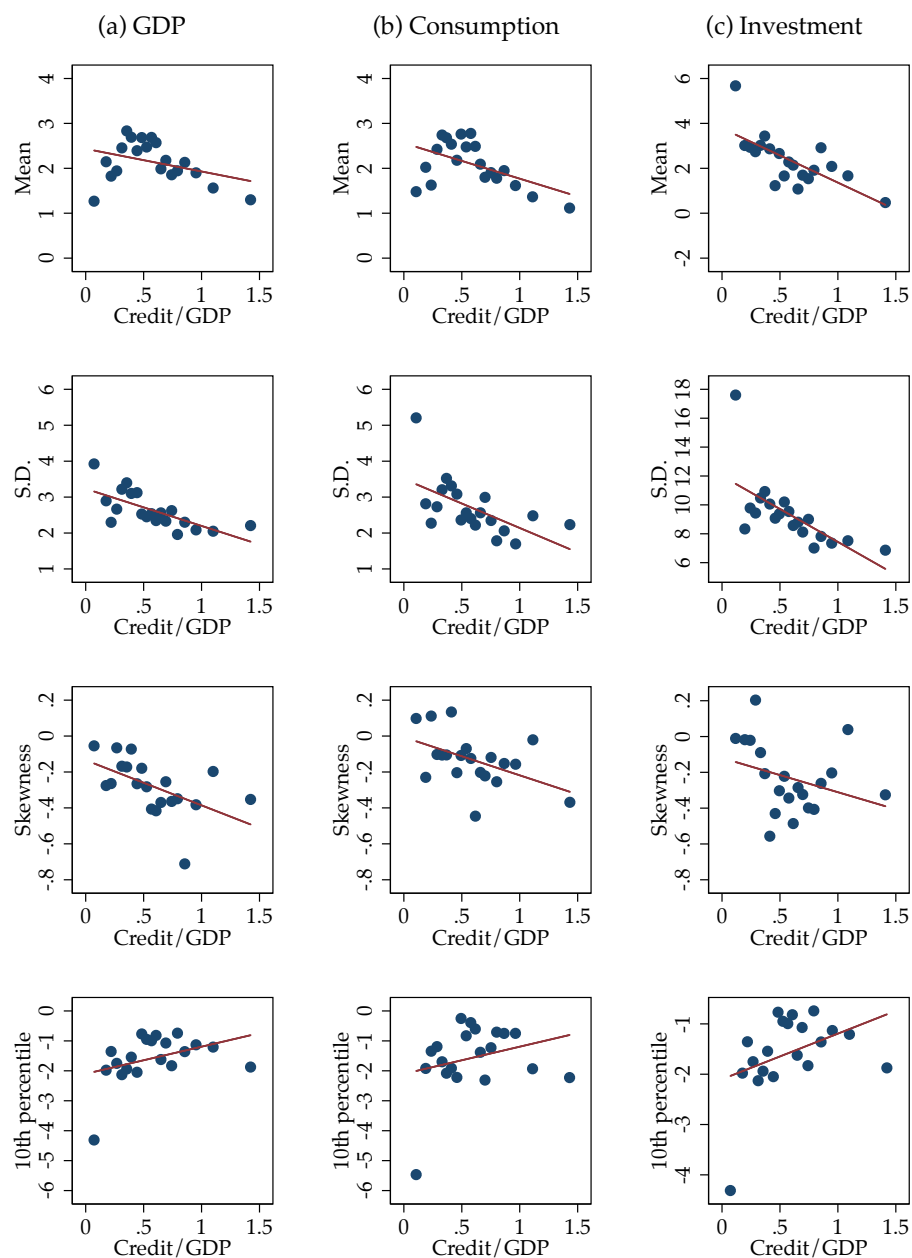 (a) GDP (b) Consumption (c) Investment
Mean 0 1 2 3 4
0 .5 1 1.5
Credit/GDP
Mean 0 1 2 3 4
0 .5 1 1.5
Credit/GDP
Mean -2 0 2 4 6
0 .5 1 1.5
Credit/GDP
S.D. 1 2 3 4 5 6
0 .5 1 1.5
Credit/GDP
S.D. 1 2 3 4 5 6
0 .5 1 1.5
Credit/GDP
S.D. 6 8 10 12 14 16 18
0 .5 1 1.5
Credit/GDP
Skewness -.8 -.6 -.4 -.2 0 .2
0 .5 1 1.5
Credit/GDP
Skewness -.8 -.6 -.4 -.2 0 .2
0 .5 1 1.5
Credit/GDP
Skewness -.8 -.6 -.4 -.2 0 .2
0 .5 1 1.5
Credit/GDP
10th percentile -6 -5 -4 -3 -2 -1 0
0 .5 1 1.5
Credit/GDP
10th percentile -6 -5 -4 -3 -2 -1 0
0 .5 1 1.5
Credit/GDP
10th percentile -4 -3 -2 -1
0 .5 1 1.5
Credit/GDP